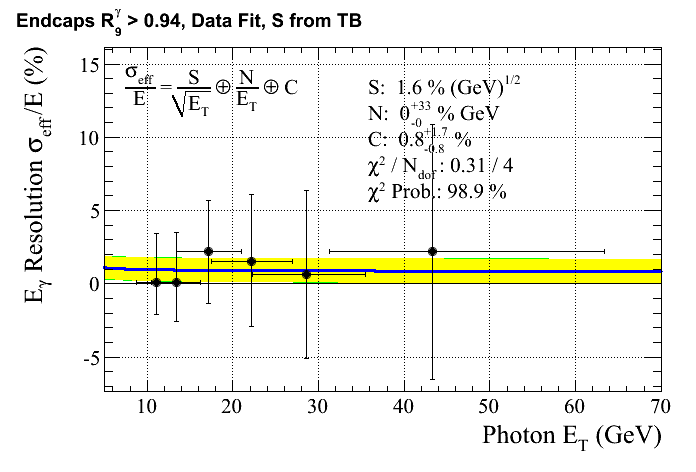 Endcaps R₉^γ > 0.94, Data Fit, S from TB
σ_eff/E = S/√E_T ⊕ N/E_T ⊕ C
S: 1.6 % (GeV)^1/2
N: 0 +33 -0 % GeV
C: 0.8 +1.7 -0.8 %
χ² / N_dof : 0.31 / 4
χ² Prob.: 98.9 %
E_γ Resolution σ_eff/E (%)
15
10
5
0
-5
10 20 30 40 50 60 70
Photon E_T (GeV)